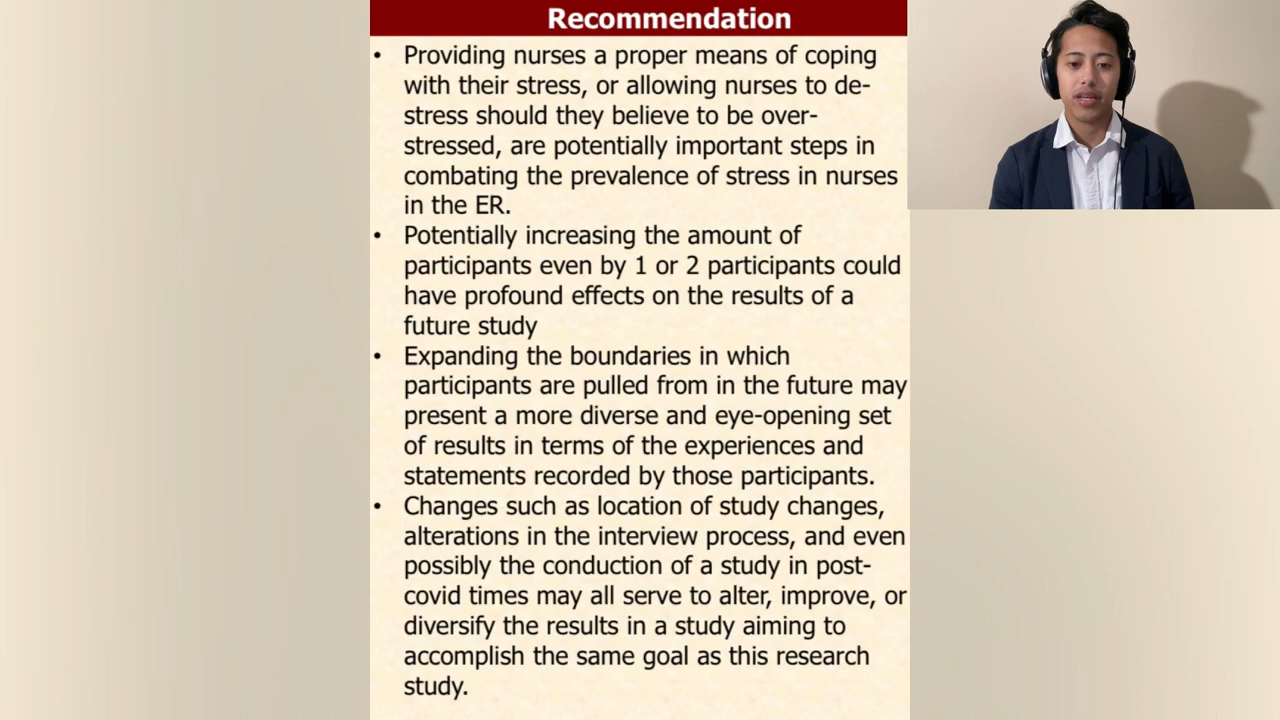 Recommendation
• Providing nurses a proper means of coping
with their stress, or allowing nurses to de-
stress should they believe to be over-
stressed, are potentially important steps in
combating the prevalence of stress in nurses
in the ER.
• Potentially increasing the amount of
participants even by 1 or 2 participants could
have profound effects on the results of a
future study
• Expanding the boundaries in which
participants are pulled from in the future may
present a more diverse and eye-opening set
of results in terms of the experiences and
statements recorded by those participants.
• Changes such as location of study changes,
alterations in the interview process, and even
possibly the conduction of a study in post-
covid times may all serve to alter, improve, or
diversify the results in a study aiming to
accomplish the same goal as this research
study.